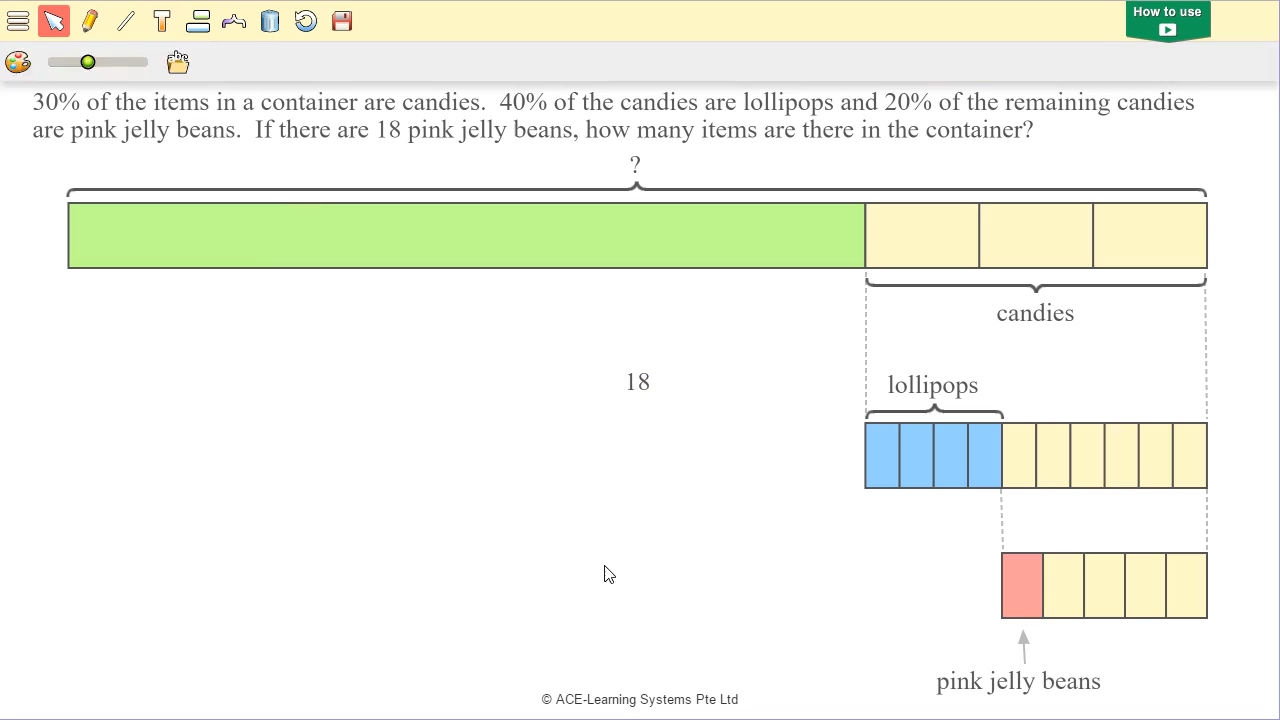 How to use
abc
30% of the items in a container are candies.  40% of the candies are lollipops and 20% of the remaining candies
are pink jelly beans.  If there are 18 pink jelly beans, how many items are there in the container?
?
candies
18
lollipops
pink jelly beans
© ACE-Learning Systems Pte Ltd